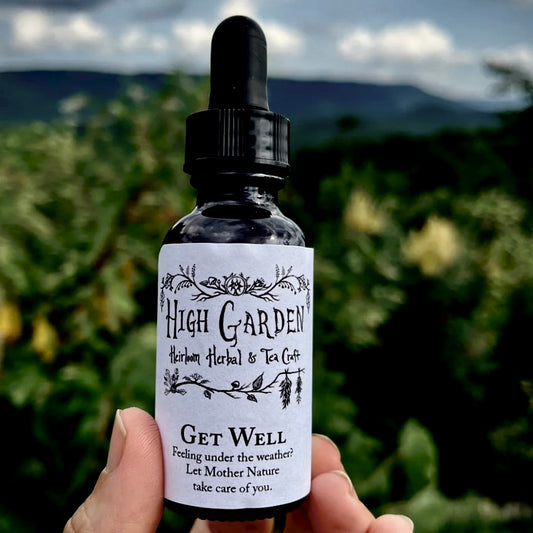 High Garden
Heirloom Herbal & Tea Craft
Get Well
Feeling under the weather?
Let Mother Nature
take care of you.